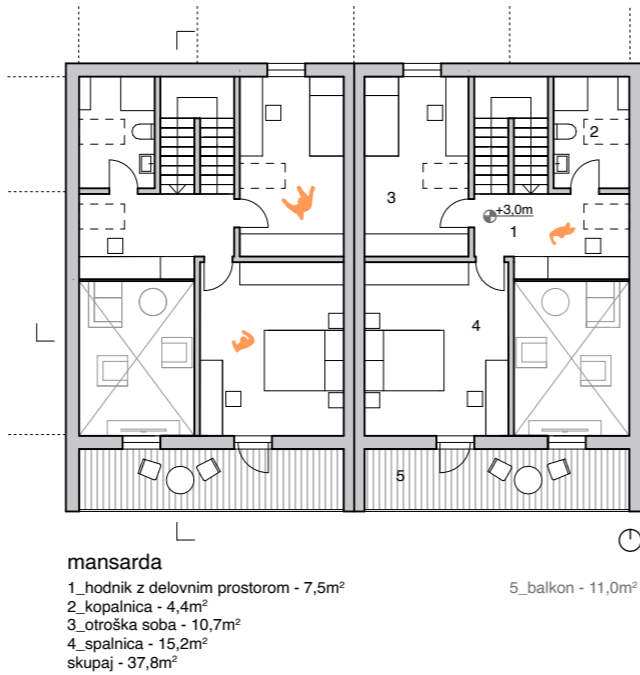 2
3
+3,0m
1
4
5
mansarda
1_hodnik z delovnim prostorom - 7,5m²
5_balkon - 11,0m²
2_kopalnica - 4,4m²
3_otroška soba - 10,7m²
4_spalnica - 15,2m²
skupaj - 37,8m²